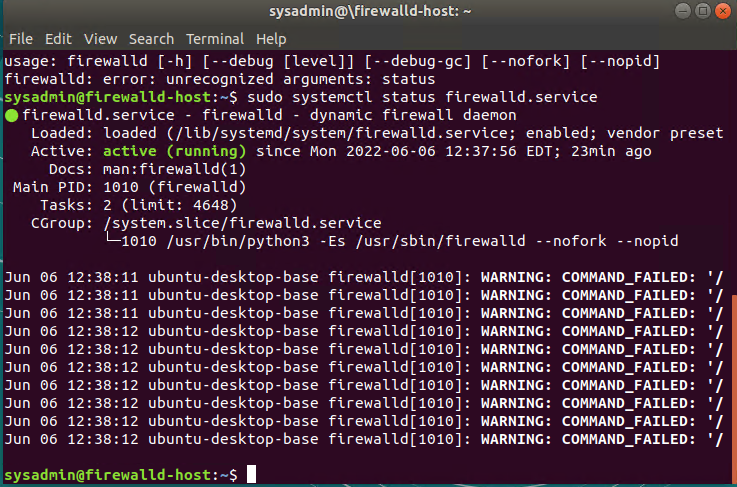 sysadmin@\firewalld-host: ~
File Edit View Search Terminal Help
usage: firewalld [-h] [--debug [level]] [--debug-gc] [--nofork] [--nopid]
firewalld: error: unrecognized arguments: status
sysadmin@firewalld-host:~$ sudo systemctl status firewalld.service
firewalld.service - firewalld - dynamic firewall daemon
Loaded: loaded (/lib/systemd/system/firewalld.service; enabled; vendor preset
Active: active (running) since Mon 2022-06-06 12:37:56 EDT; 23min ago
Docs: man:firewalld(1)
Main PID: 1010 (firewalld)
Tasks: 2 (limit: 4648)
CGroup: /system.slice/firewalld.service
└─1010 /usr/bin/python3 -Es /usr/sbin/firewalld --nofork --nopid
Jun 06 12:38:11 ubuntu-desktop-base firewalld[1010]: WARNING: COMMAND_FAILED: '/
Jun 06 12:38:11 ubuntu-desktop-base firewalld[1010]: WARNING: COMMAND_FAILED: '/
Jun 06 12:38:11 ubuntu-desktop-base firewalld[1010]: WARNING: COMMAND_FAILED: '/
Jun 06 12:38:12 ubuntu-desktop-base firewalld[1010]: WARNING: COMMAND_FAILED: '/
Jun 06 12:38:12 ubuntu-desktop-base firewalld[1010]: WARNING: COMMAND_FAILED: '/
Jun 06 12:38:12 ubuntu-desktop-base firewalld[1010]: WARNING: COMMAND_FAILED: '/
Jun 06 12:38:12 ubuntu-desktop-base firewalld[1010]: WARNING: COMMAND_FAILED: '/
Jun 06 12:38:12 ubuntu-desktop-base firewalld[1010]: WARNING: COMMAND_FAILED: '/
Jun 06 12:38:12 ubuntu-desktop-base firewalld[1010]: WARNING: COMMAND_FAILED: '/
Jun 06 12:38:12 ubuntu-desktop-base firewalld[1010]: WARNING: COMMAND_FAILED: '/
sysadmin@firewalld-host:~$